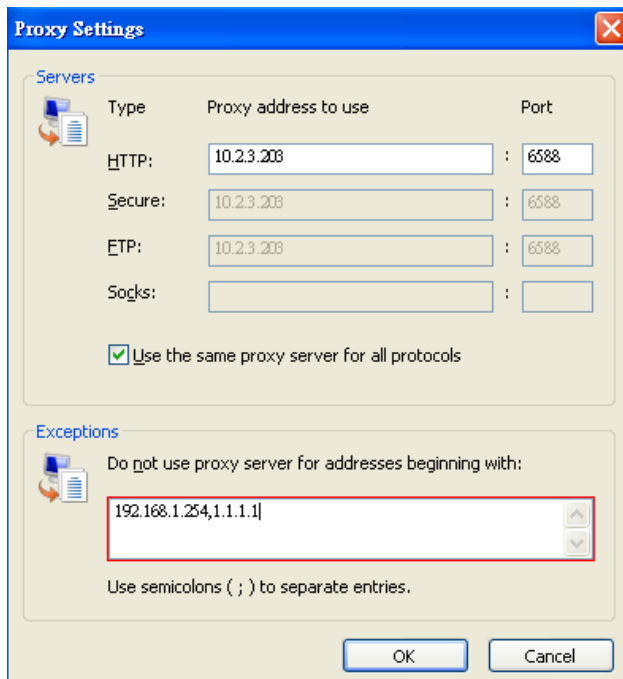 Proxy Settings
Servers
Type Proxy address to use Port
HTTP: 10.2.3.203 : 6588
Secure: 10.2.3.203 : 6588
FTP: 10.2.3.203 : 6588
Socks: :
Use the same proxy server for all protocols
Exceptions
Do not use proxy server for addresses beginning with:
192.168.1.254,1.1.1.1
Use semicolons ( ; ) to separate entries.
OK Cancel